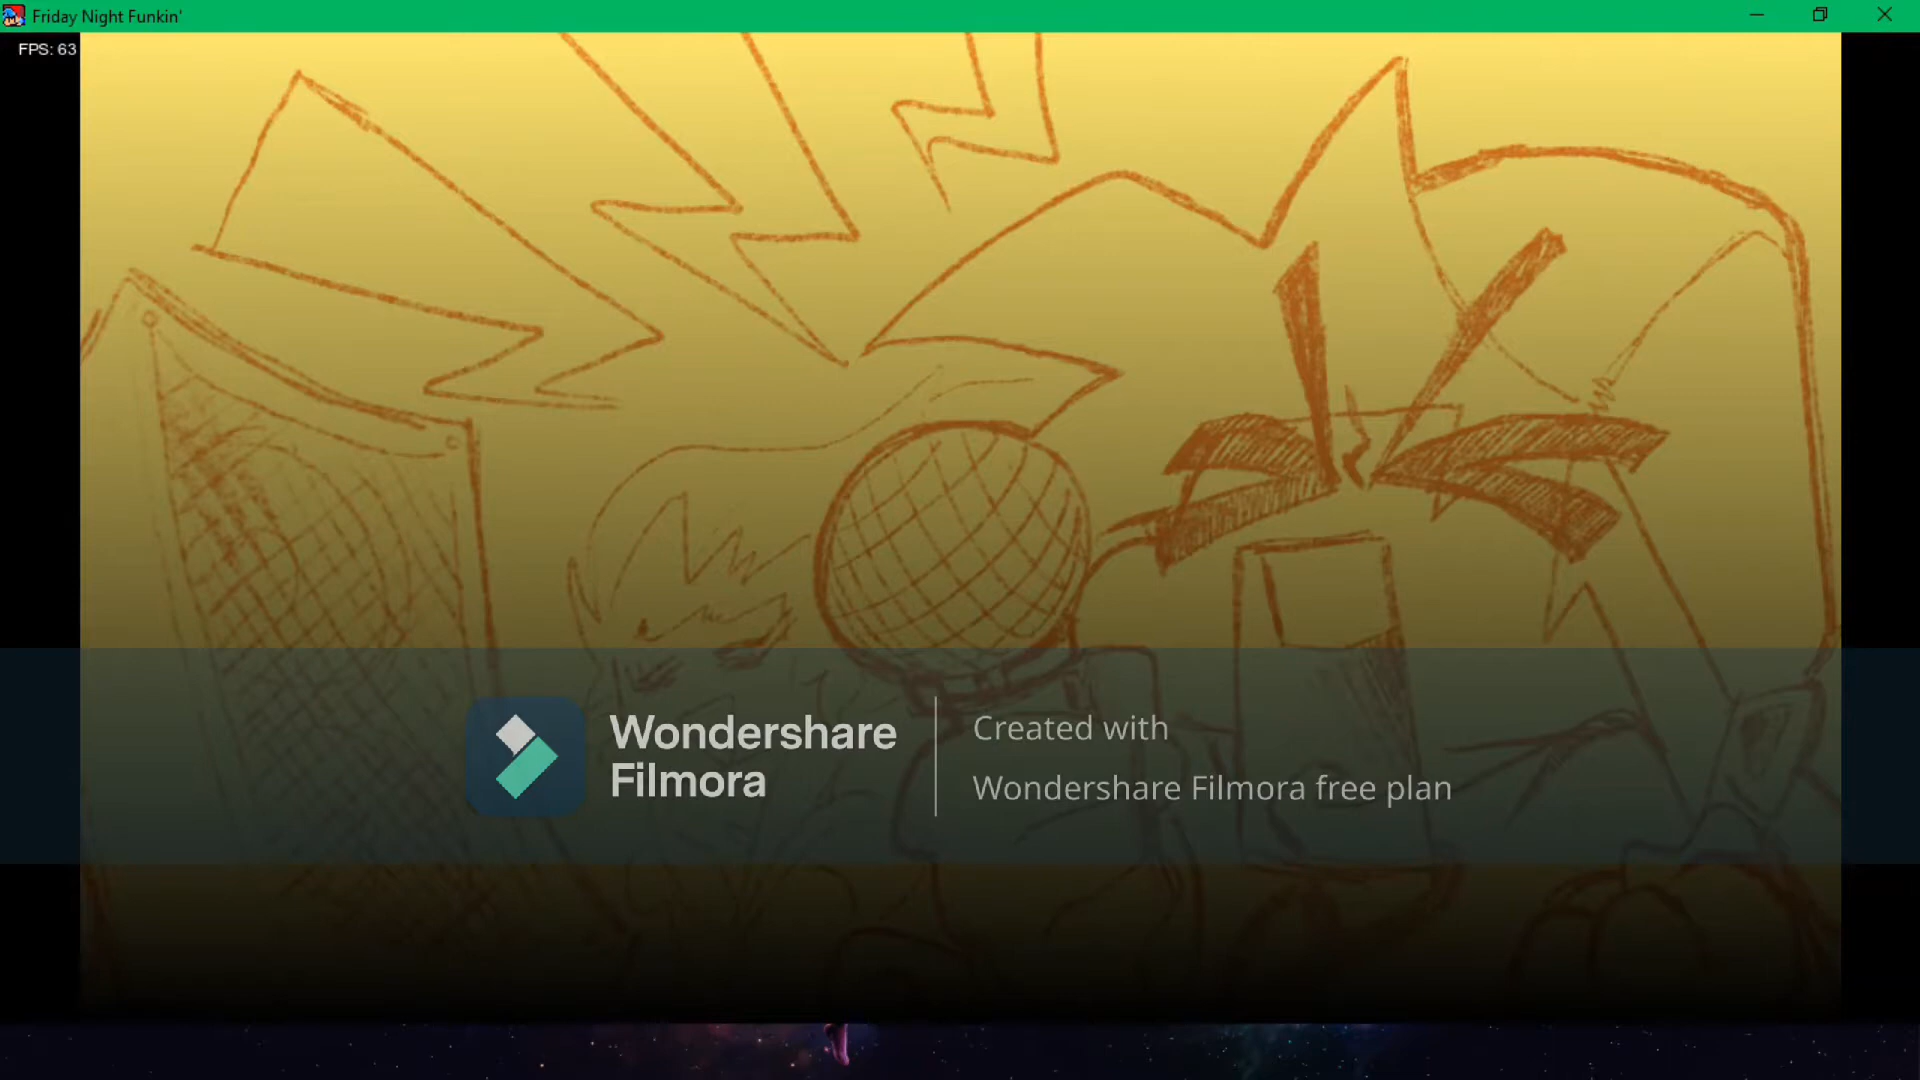 Friday Night Funkin'
FPS: 63
Wondershare
Filmora
Created with
Wondershare Filmora free plan